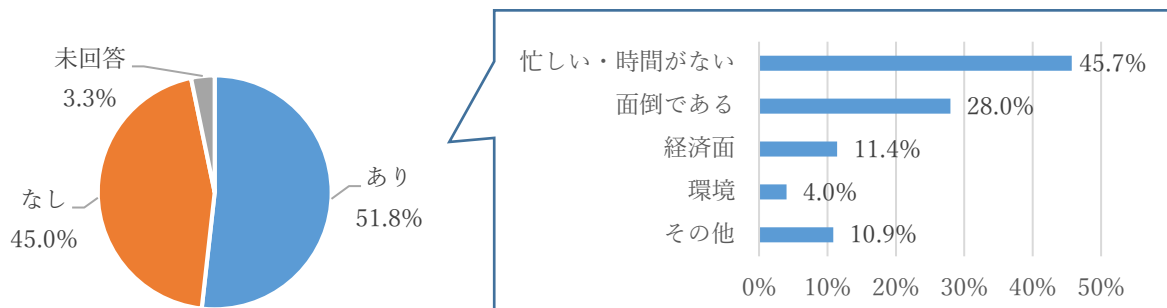 未回答
3.3%
なし
45.0%
あり
51.8%
忙しい・時間がない
45.7%
面倒である
28.0%
経済面
11.4%
環境
4.0%
その他
10.9%
0% 10% 20% 30% 40% 50%